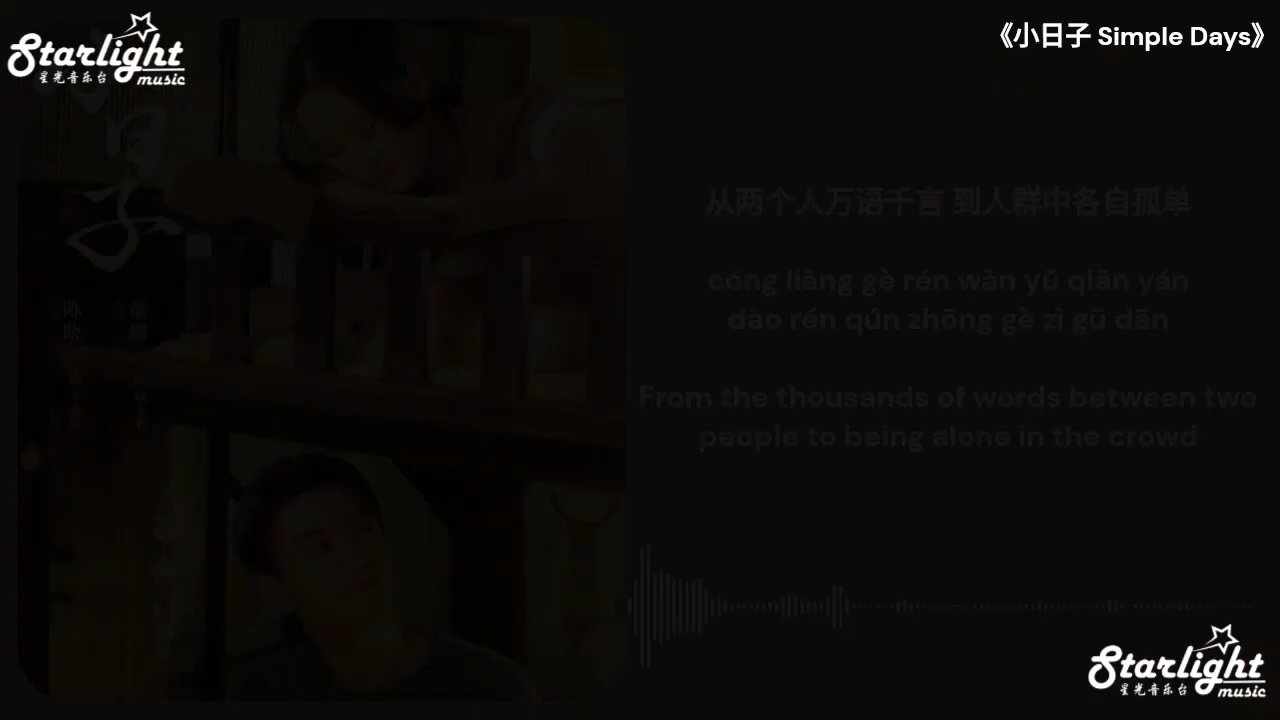 Starlight
星光音乐台 music
《小日子 Simple Days》
日子
从两个人万语千言 到人群中各自孤单
cóng liǎng gè rén wàn yǔ qiān yán
dào rén qún zhōng gè zì gū dān
From the thousands of words between two
people to being alone in the crowd
Starlight
星光音乐台 music